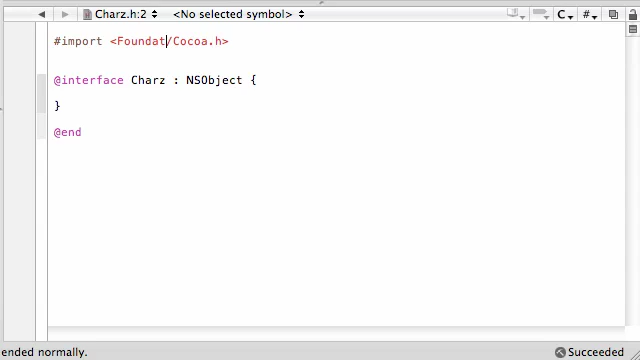 Charz.h:2 <No selected symbol> C #
#import <Foundat/Cocoa.h>
@interface Charz : NSObject {
}
@end
ended normally. Succeeded